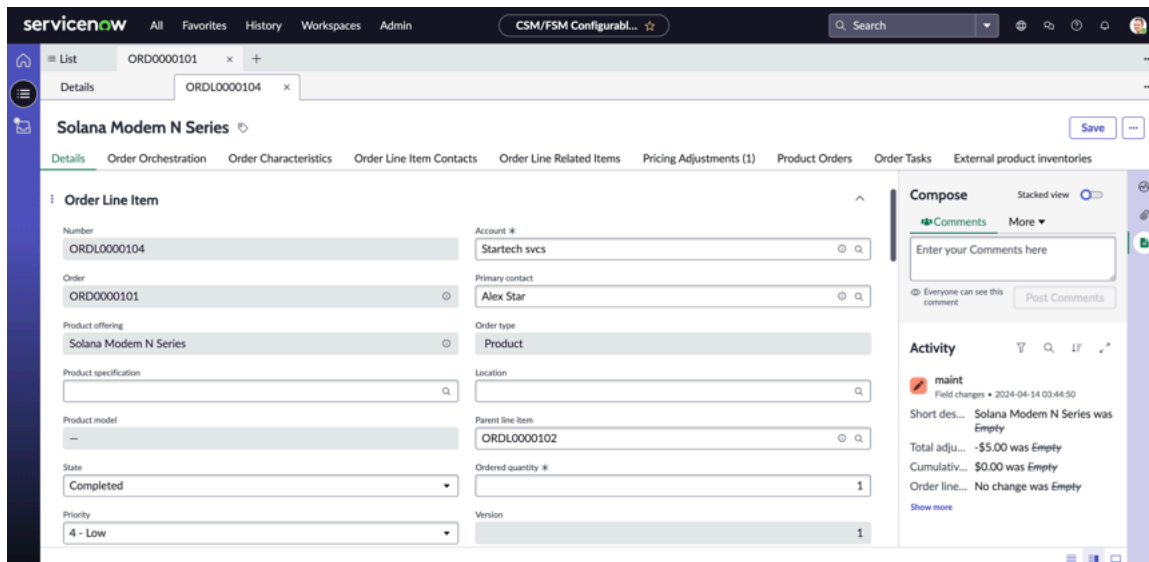 servicenow All Favorites History Workspaces Admin CSM/FSM Configurabl... Search
List ORD0000101
Details ORDL0000104
Solana Modem N Series Save
Details Order Orchestration Order Characteristics Order Line Item Contacts Order Line Related Items Pricing Adjustments (1) Product Orders Order Tasks External product inventories
Order Line Item
Number
ORDL0000104
Order
ORD0000101
Product offering
Solana Modem N Series
Product specification
Product model
—
State
Completed
Priority
4 - Low
Account *
Startech svcs
Primary contact
Alex Star
Order type
Product
Location
Parent line item
ORDL0000102
Ordered quantity *
1
Version
1
Compose Stacked view
Comments More
Enter your Comments here
Everyone can see this
comment
Post Comments
Activity
maint
Field changes • 2024-04-14 03:44:50
Short des... Solana Modem N Series was
Empty
Total adju... -$5.00 was Empty
Cumulativ... $0.00 was Empty
Order line... No change was Empty
Show more